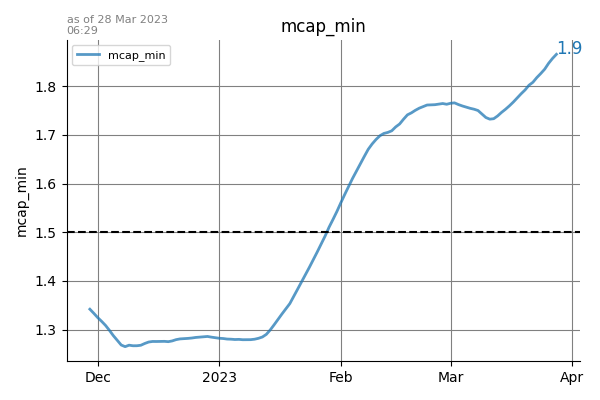 as of 28 Mar 2023
06:29
mcap_min
mcap_min
1.9
mcap_min
1.8
1.7
1.6
1.5
1.4
1.3
Dec
2023
Feb
Mar
Apr